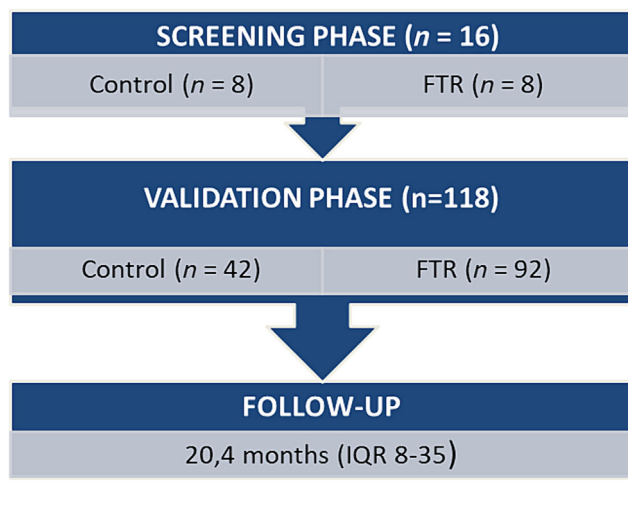 SCREENING PHASE (n = 16)
Control (n = 8) FTR (n = 8)
VALIDATION PHASE (n=118)
Control (n = 42) FTR (n = 92)
FOLLOW-UP
20,4 months (IQR 8-35)